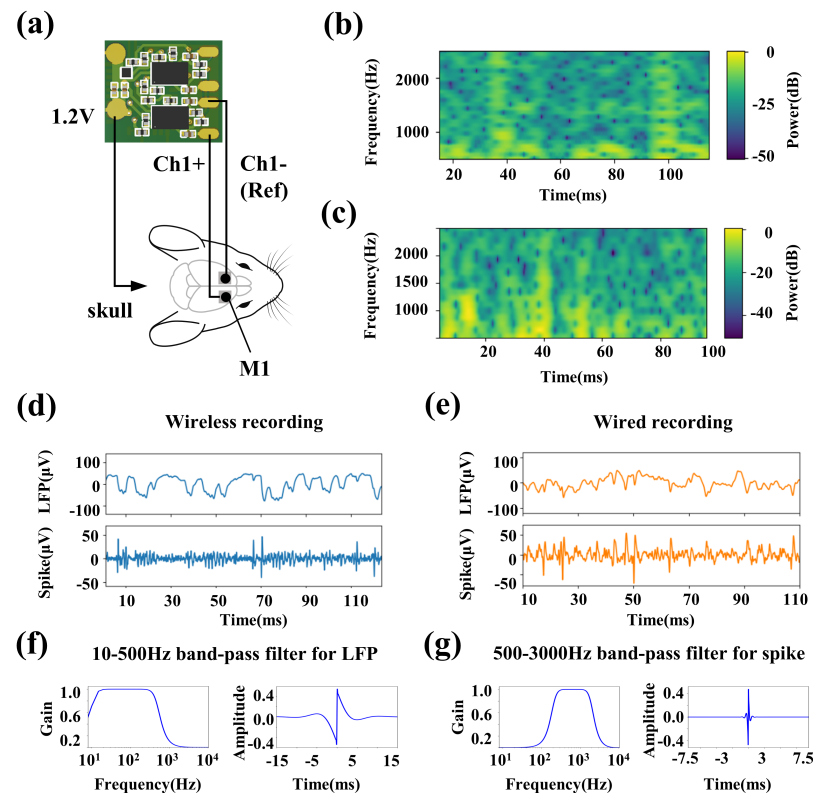 (a)
1.2V
Ch1+
Ch1-
(Ref)
skull
M1
(b)
Frequency(Hz)
2000
1000
20 40 60 80 100
Time(ms)
0
-25
-50
Power(dB)
(c)
Frequency(Hz)
2500
1500
1000
20 40 60 80 100
Time(ms)
0
-20
-40
Power(dB)
(d)
Wireless recording
LFP(µV)
100
0
-100
Spike(µV)
50
0
-50
10 30 50 70 90 110
Time(ms)
(e)
Wired recording
LFP(µV)
100
0
-100
Spike(µV)
50
0
-50
10 30 50 70 90 110
Time(ms)
(f)
10-500Hz band-pass filter for LFP
Gain
1.0
0.6
0.2
10¹ 10² 10³ 10⁴
Frequency(Hz)
Amplitude
0.4
0.0
-0.4
-15 -5 5 15
Time(ms)
(g)
500-3000Hz band-pass filter for spike
Gain
1.0
0.6
0.2
10¹ 10² 10³ 10⁴
Frequency(Hz)
Amplitude
0.4
0.0
-0.4
-7.5 -3 3 7.5
Time(ms)